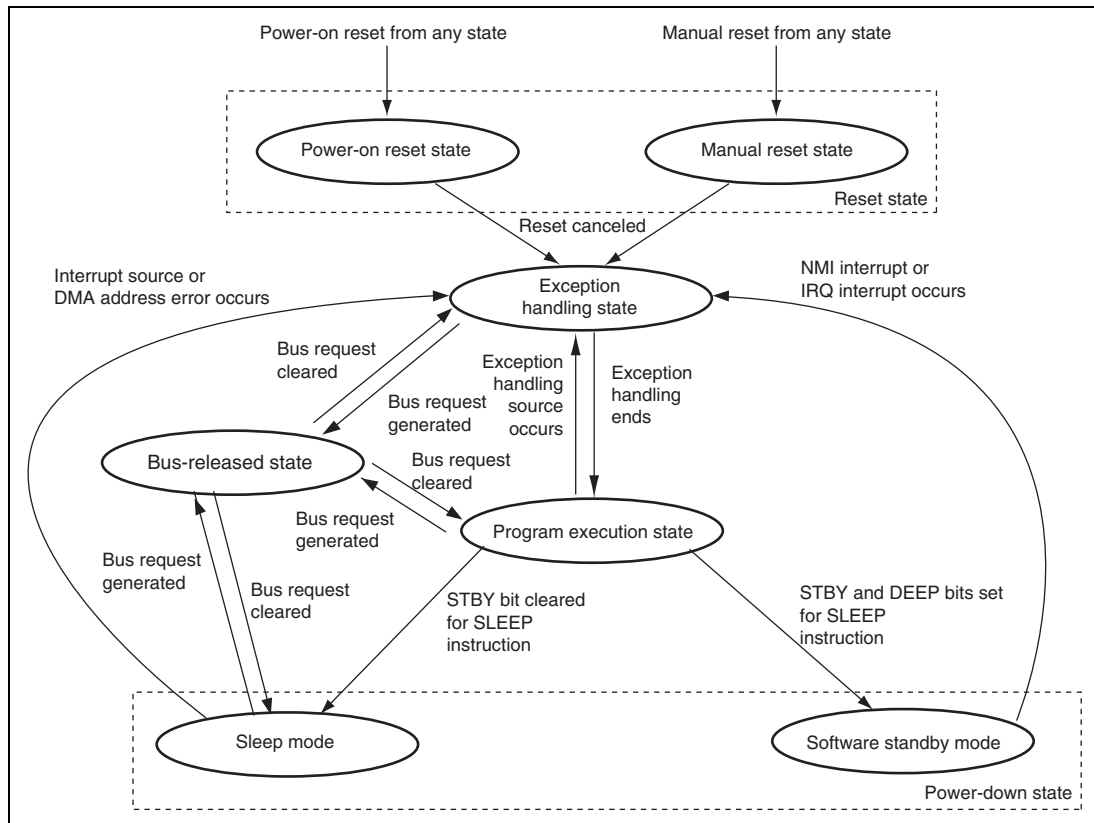 Power-on reset from any state
Manual reset from any state
Power-on reset state
Manual reset state
Reset state
Reset canceled
Interrupt source or
DMA address error occurs
Exception
handling state
NMI interrupt or
IRQ interrupt occurs
Bus request
cleared
Bus request
generated
Exception
handling
source
occurs
Exception
handling
ends
Bus-released state
Bus request
cleared
Bus request
generated
Program execution state
Bus request
generated
Bus request
cleared
STBY bit cleared
for SLEEP
instruction
STBY and DEEP bits set
for SLEEP
instruction
Sleep mode
Software standby mode
Power-down state